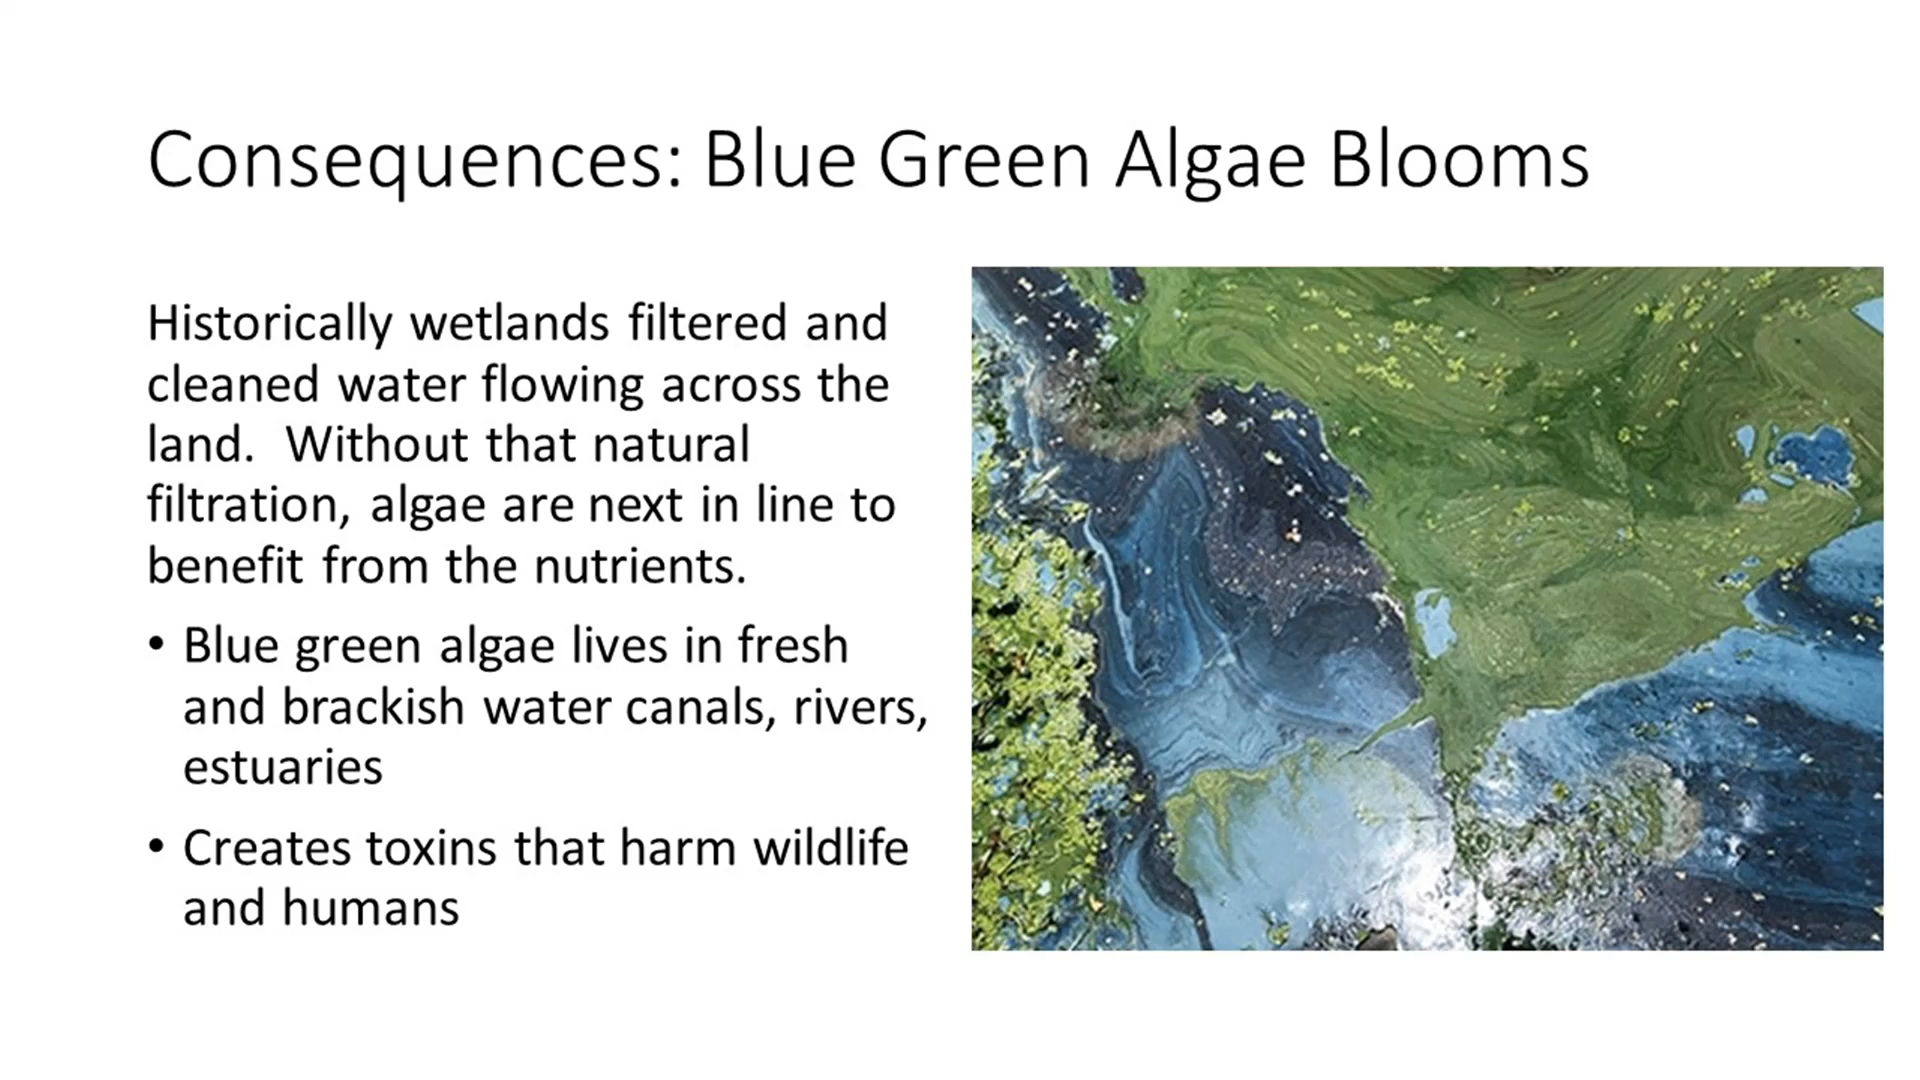 Consequences: Blue Green Algae Blooms
Historically wetlands filtered and
cleaned water flowing across the
land.  Without that natural
filtration, algae are next in line to
benefit from the nutrients.
• Blue green algae lives in fresh
and brackish water canals, rivers,
estuaries
• Creates toxins that harm wildlife
and humans